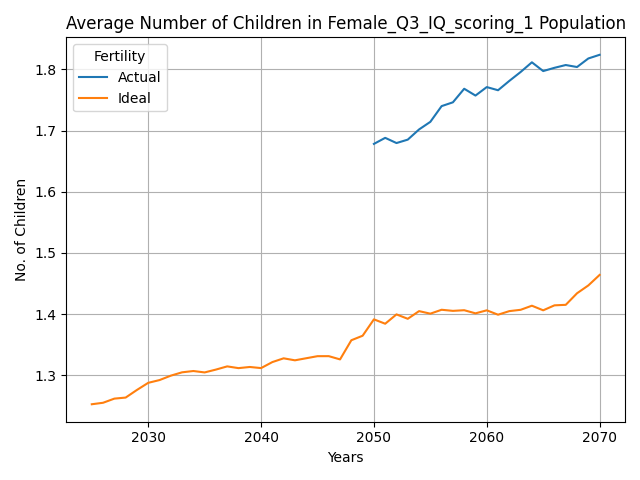 Average Number of Children in Female_Q3_IQ_scoring_1 Population
Fertility
Actual
Ideal
No. of Children
1.8
1.7
1.6
1.5
1.4
1.3
2030 2040 2050 2060 2070
Years